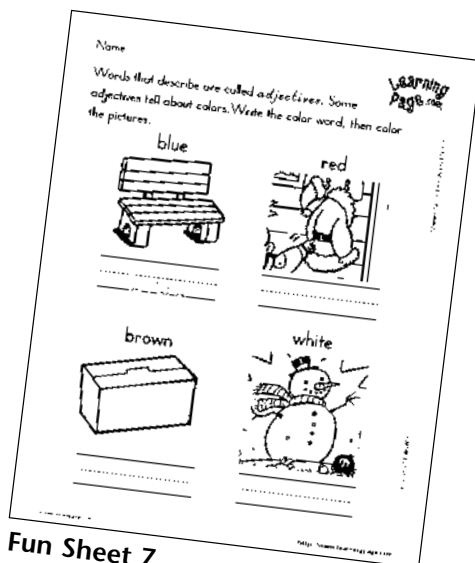 Name
Learning
Page.com
Words that describe are called adjectives. Some
adjectives tell about colors. Write the color word, then color
the pictures.
blue
red
brown
white
Fun Sheet 7